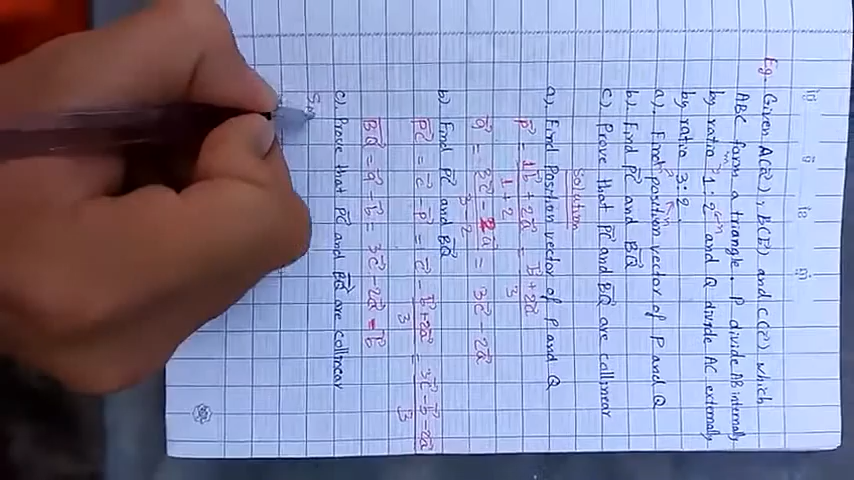 Eg. Given A(a⃗), B(b⃗) and C(c⃗) which
ABC form a triangle. P divide AB internaly
by ratio 1:2 and Q divide AC externaly
by ratio 3:2.
a). Find position vector of P and Q
b). Find PC⃗ and BQ⃗
c). Prove that PC⃗ and BQ⃗ are collinear
Solution
a). Find Position vector of P and Q
p⃗ = 1b⃗ + 2a⃗ / 1 + 2 = b⃗ + 2a⃗ / 3
q⃗ = 3c⃗ - 2a⃗ / 3 - 2 = 3c⃗ - 2a⃗
b) Find PC⃗ and BQ⃗
PC⃗ = c⃗ - p⃗ = c⃗ - b⃗ + 2a⃗ / 3 = 3c⃗ - b⃗ - 2a⃗ / 3
BQ⃗ = q⃗ - b⃗ = 3c⃗ - 2a⃗ - b⃗
c). Prove that PC⃗ and BQ⃗ are collinear